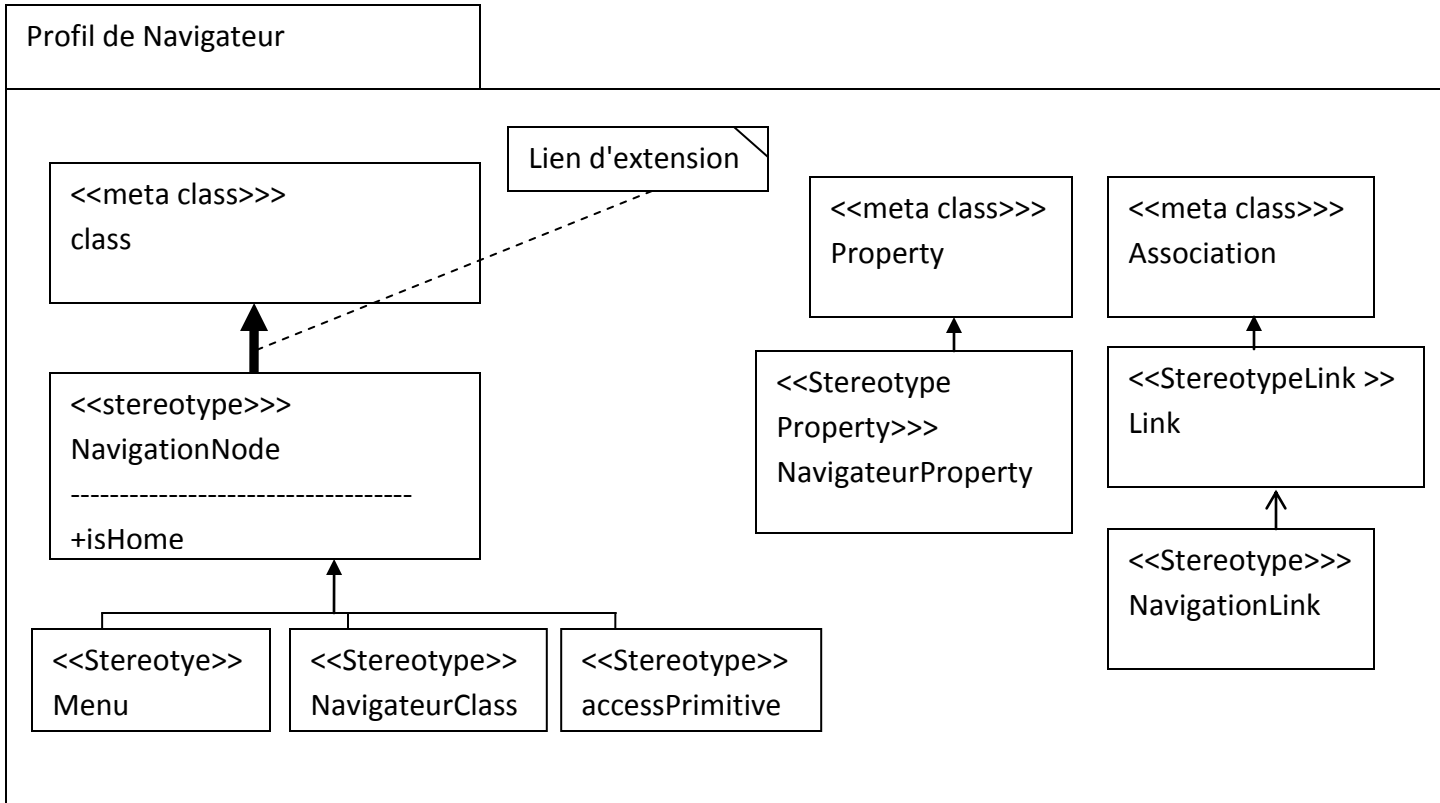 Profil de Navigateur
Lien d'extension
<<meta class>>>
class
<<meta class>>>
Property
<<meta class>>>
Association
<<stereotype>>>
NavigationNode
-----------------------------------
+isHome
<<Stereotype
Property>>>
NavigateurProperty
<<StereotypeLink >>
Link
<<Stereotype>>>
NavigationLink
<<Stereotye>>
Menu
<<Stereotype>>
NavigateurClass
<<Stereotype>>
accessPrimitive